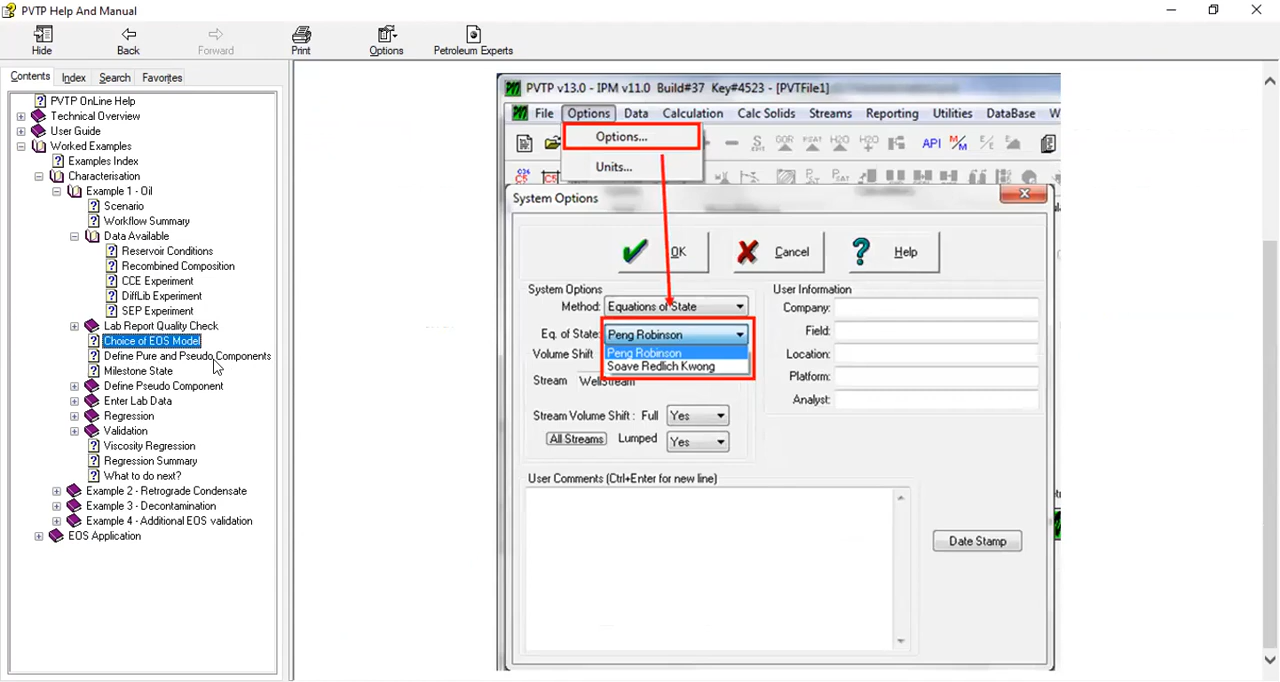 PVTP Help And Manual
Hide Back Forward Print Options Petroleum Experts
Contents Index Search Favorites
PVTP OnLine Help
Technical Overview
User Guide
Worked Examples
Examples Index
Characterisation
Example 1 - Oil
Scenario
Workflow Summary
Data Available
Reservoir Conditions
Recombined Composition
CCE Experiment
DiffLib Experiment
SEP Experiment
Lab Report Quality Check
Choice of EOS Model
Define Pure and Pseudo Components
Milestone State
Define Pseudo Component
Enter Lab Data
Regression
Validation
Viscosity Regression
Regression Summary
What to do next?
Example 2 - Retrograde Condensate
Example 3 - Decontamination
Example 4 - Additional EOS validation
EOS Application
PVTP v13.0 - IPM v11.0 Build#37 Key#4523 - [PVTFile1]
File Options Data Calculation Calc Solids Streams Reporting Utilities DataBase W
Options...
API
Units...
System Options
OK Cancel Help
System Options
Method: Equations of State
Eq. of State: Peng Robinson
Peng Robinson
Soave Redlich Kwong
Volume Shift
Stream WellStream
Stream Volume Shift : Full Yes
All Streams Lumped Yes
User Information
Company:
Field:
Location:
Platform:
Analyst:
User Comments (Ctrl+Enter for new line)
Date Stamp